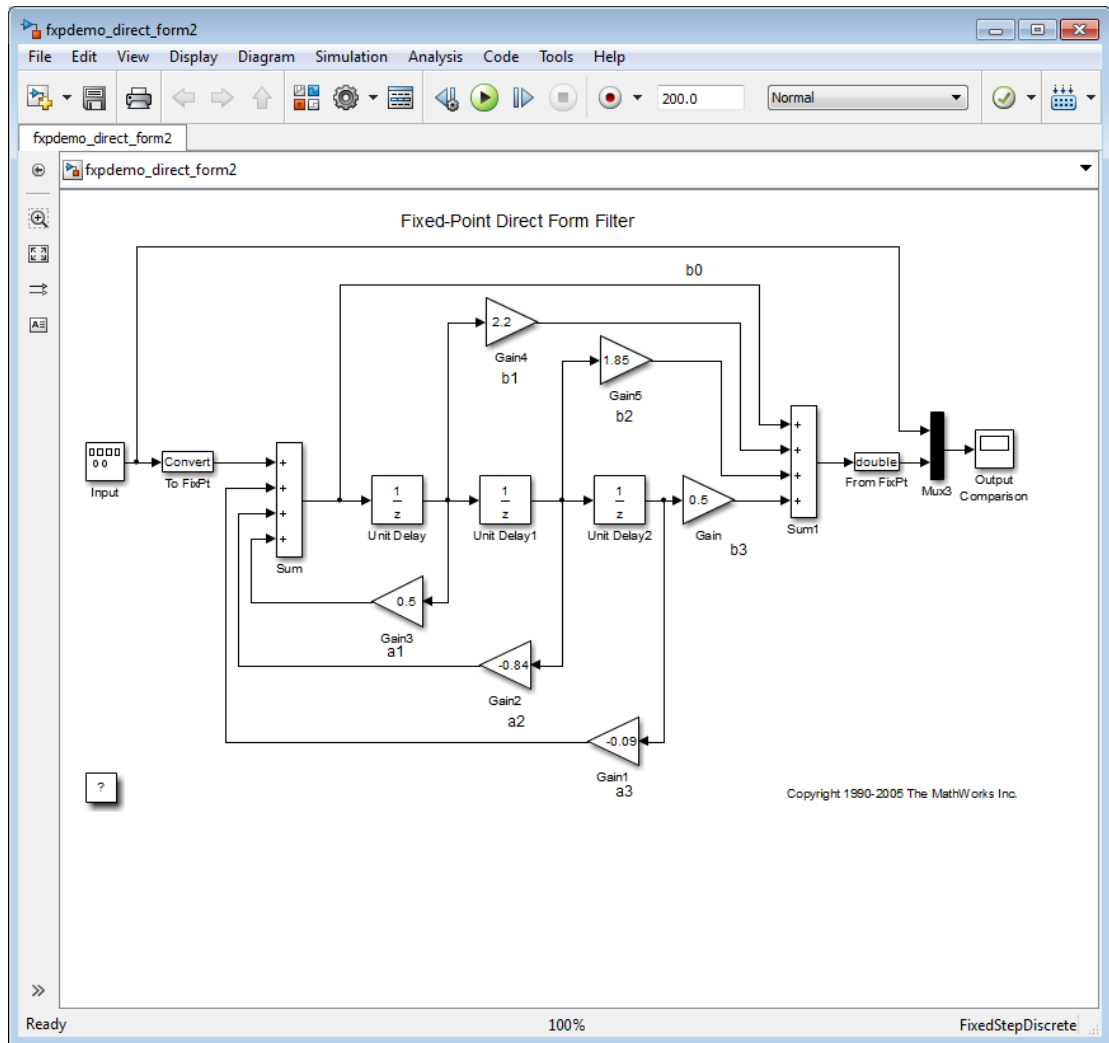 fxpdemo_direct_form2
File Edit View Display Diagram Simulation Analysis Code Tools Help
200.0 Normal
fxpdemo_direct_form2
fxpdemo_direct_form2
Fixed-Point Direct Form Filter
b0
2.2
Gain4
b1
1.85
Gain5
b2
Input
Convert
To FixPt
+
+
+
+
Sum
1
z
Unit Delay
1
z
Unit Delay1
1
z
Unit Delay2
0.5
Gain
b3
+
+
+
+
Sum1
double
From FixPt
Mux3
Output
Comparison
0.5
Gain3
a1
-0.84
Gain2
a2
-0.09
Gain1
a3
?
Copyright 1990-2005 The MathWorks Inc.
Ready 100% FixedStepDiscrete